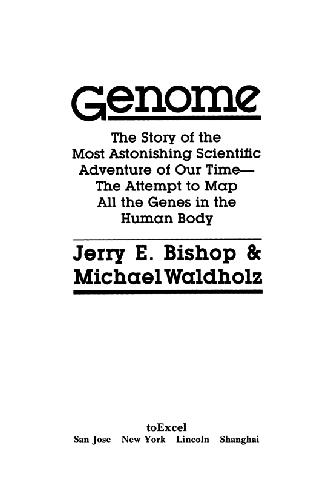 Genome
The Story of the
Most Astonishing Scientific
Adventure of Our Time—
The Attempt to Map
All the Genes in the
Human Body
Jerry E. Bishop &
Michael Waldholz
toExcel
San Jose New York Lincoln Shanghai